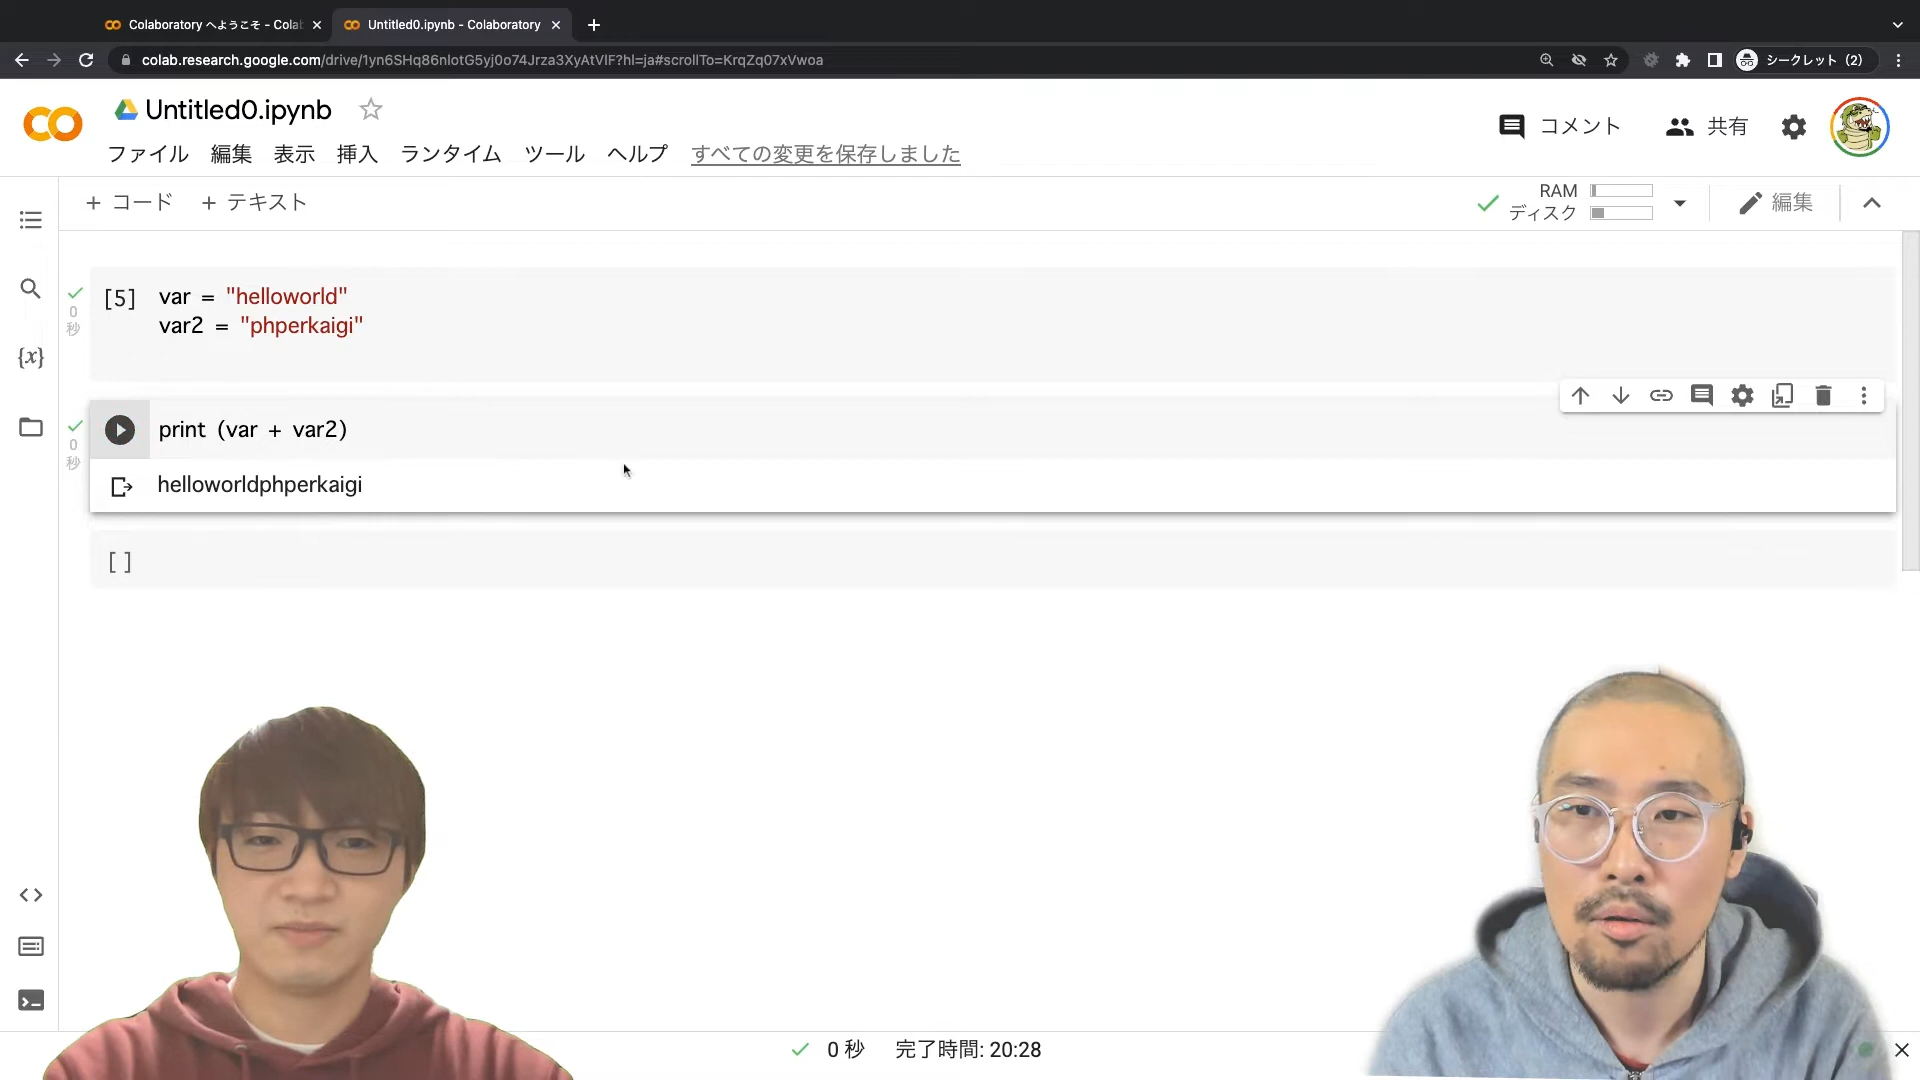 Colaboratory へようこそ - Cola
Untitled0.ipynb - Colaboratory
colab.research.google.com/drive/1yn6SHq86nlotG5yj0o74Jrza3XyAtVlF?hl=ja#scrollTo=KrqZq07xVwoa
シークレット (2)
Untitled0.ipynb
コメント
共有
ファイル 編集 表示 挿入 ランタイム ツール ヘルプ すべての変更を保存しました
+ コード + テキスト
RAM
ディスク
編集
[5] var = "helloworld"
var2 = "phperkaigi"
0
秒
{x}
print (var + var2)
0
秒
helloworldphperkaigi
[ ]
0 秒 完了時間: 20:28